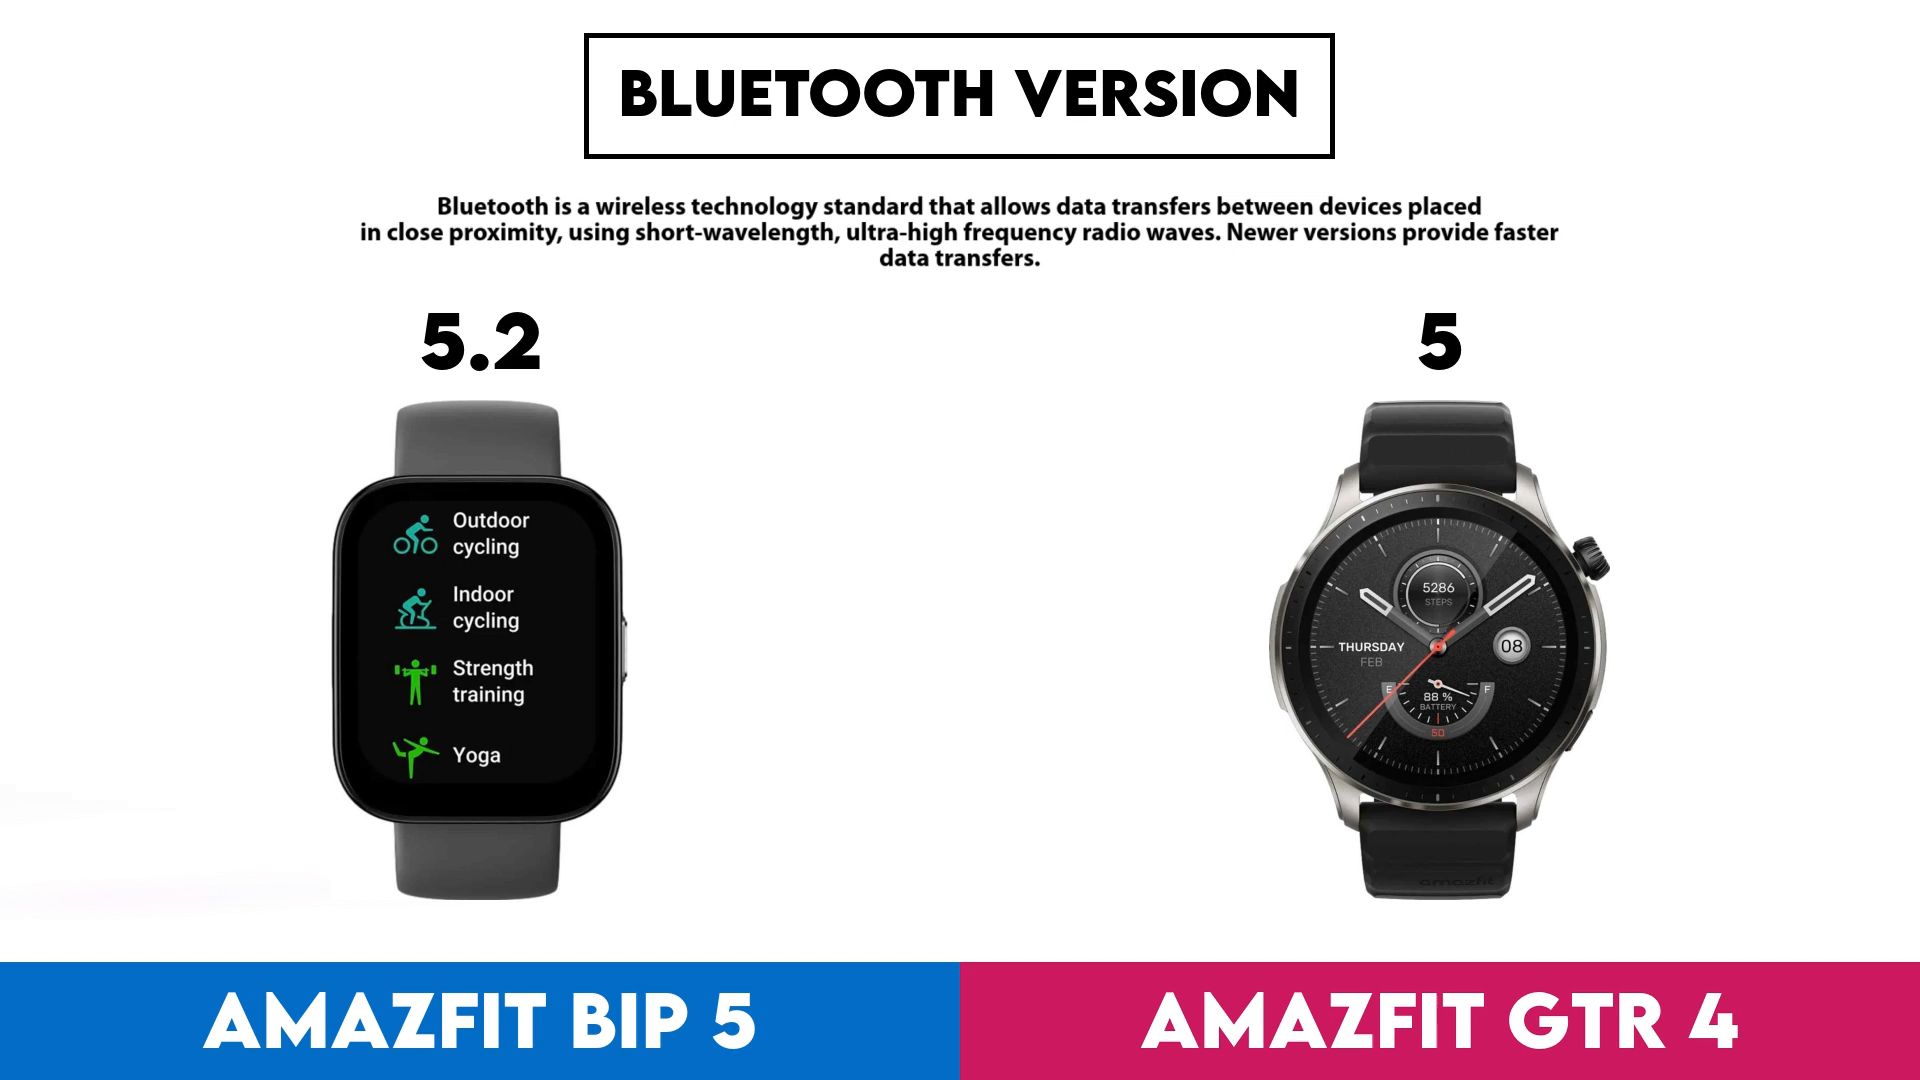 BLUETOOTH VERSION
Bluetooth is a wireless technology standard that allows data transfers between devices placed
in close proximity, using short-wavelength, ultra-high frequency radio waves. Newer versions provide faster
data transfers.
5.2
5
Outdoor
cycling
Indoor
cycling
Strength
training
Yoga
5286
STEPS
THURSDAY
FEB
08
E
F
88 %
BATTERY
50
amazfit
AMAZFIT BIP 5
AMAZFIT GTR 4